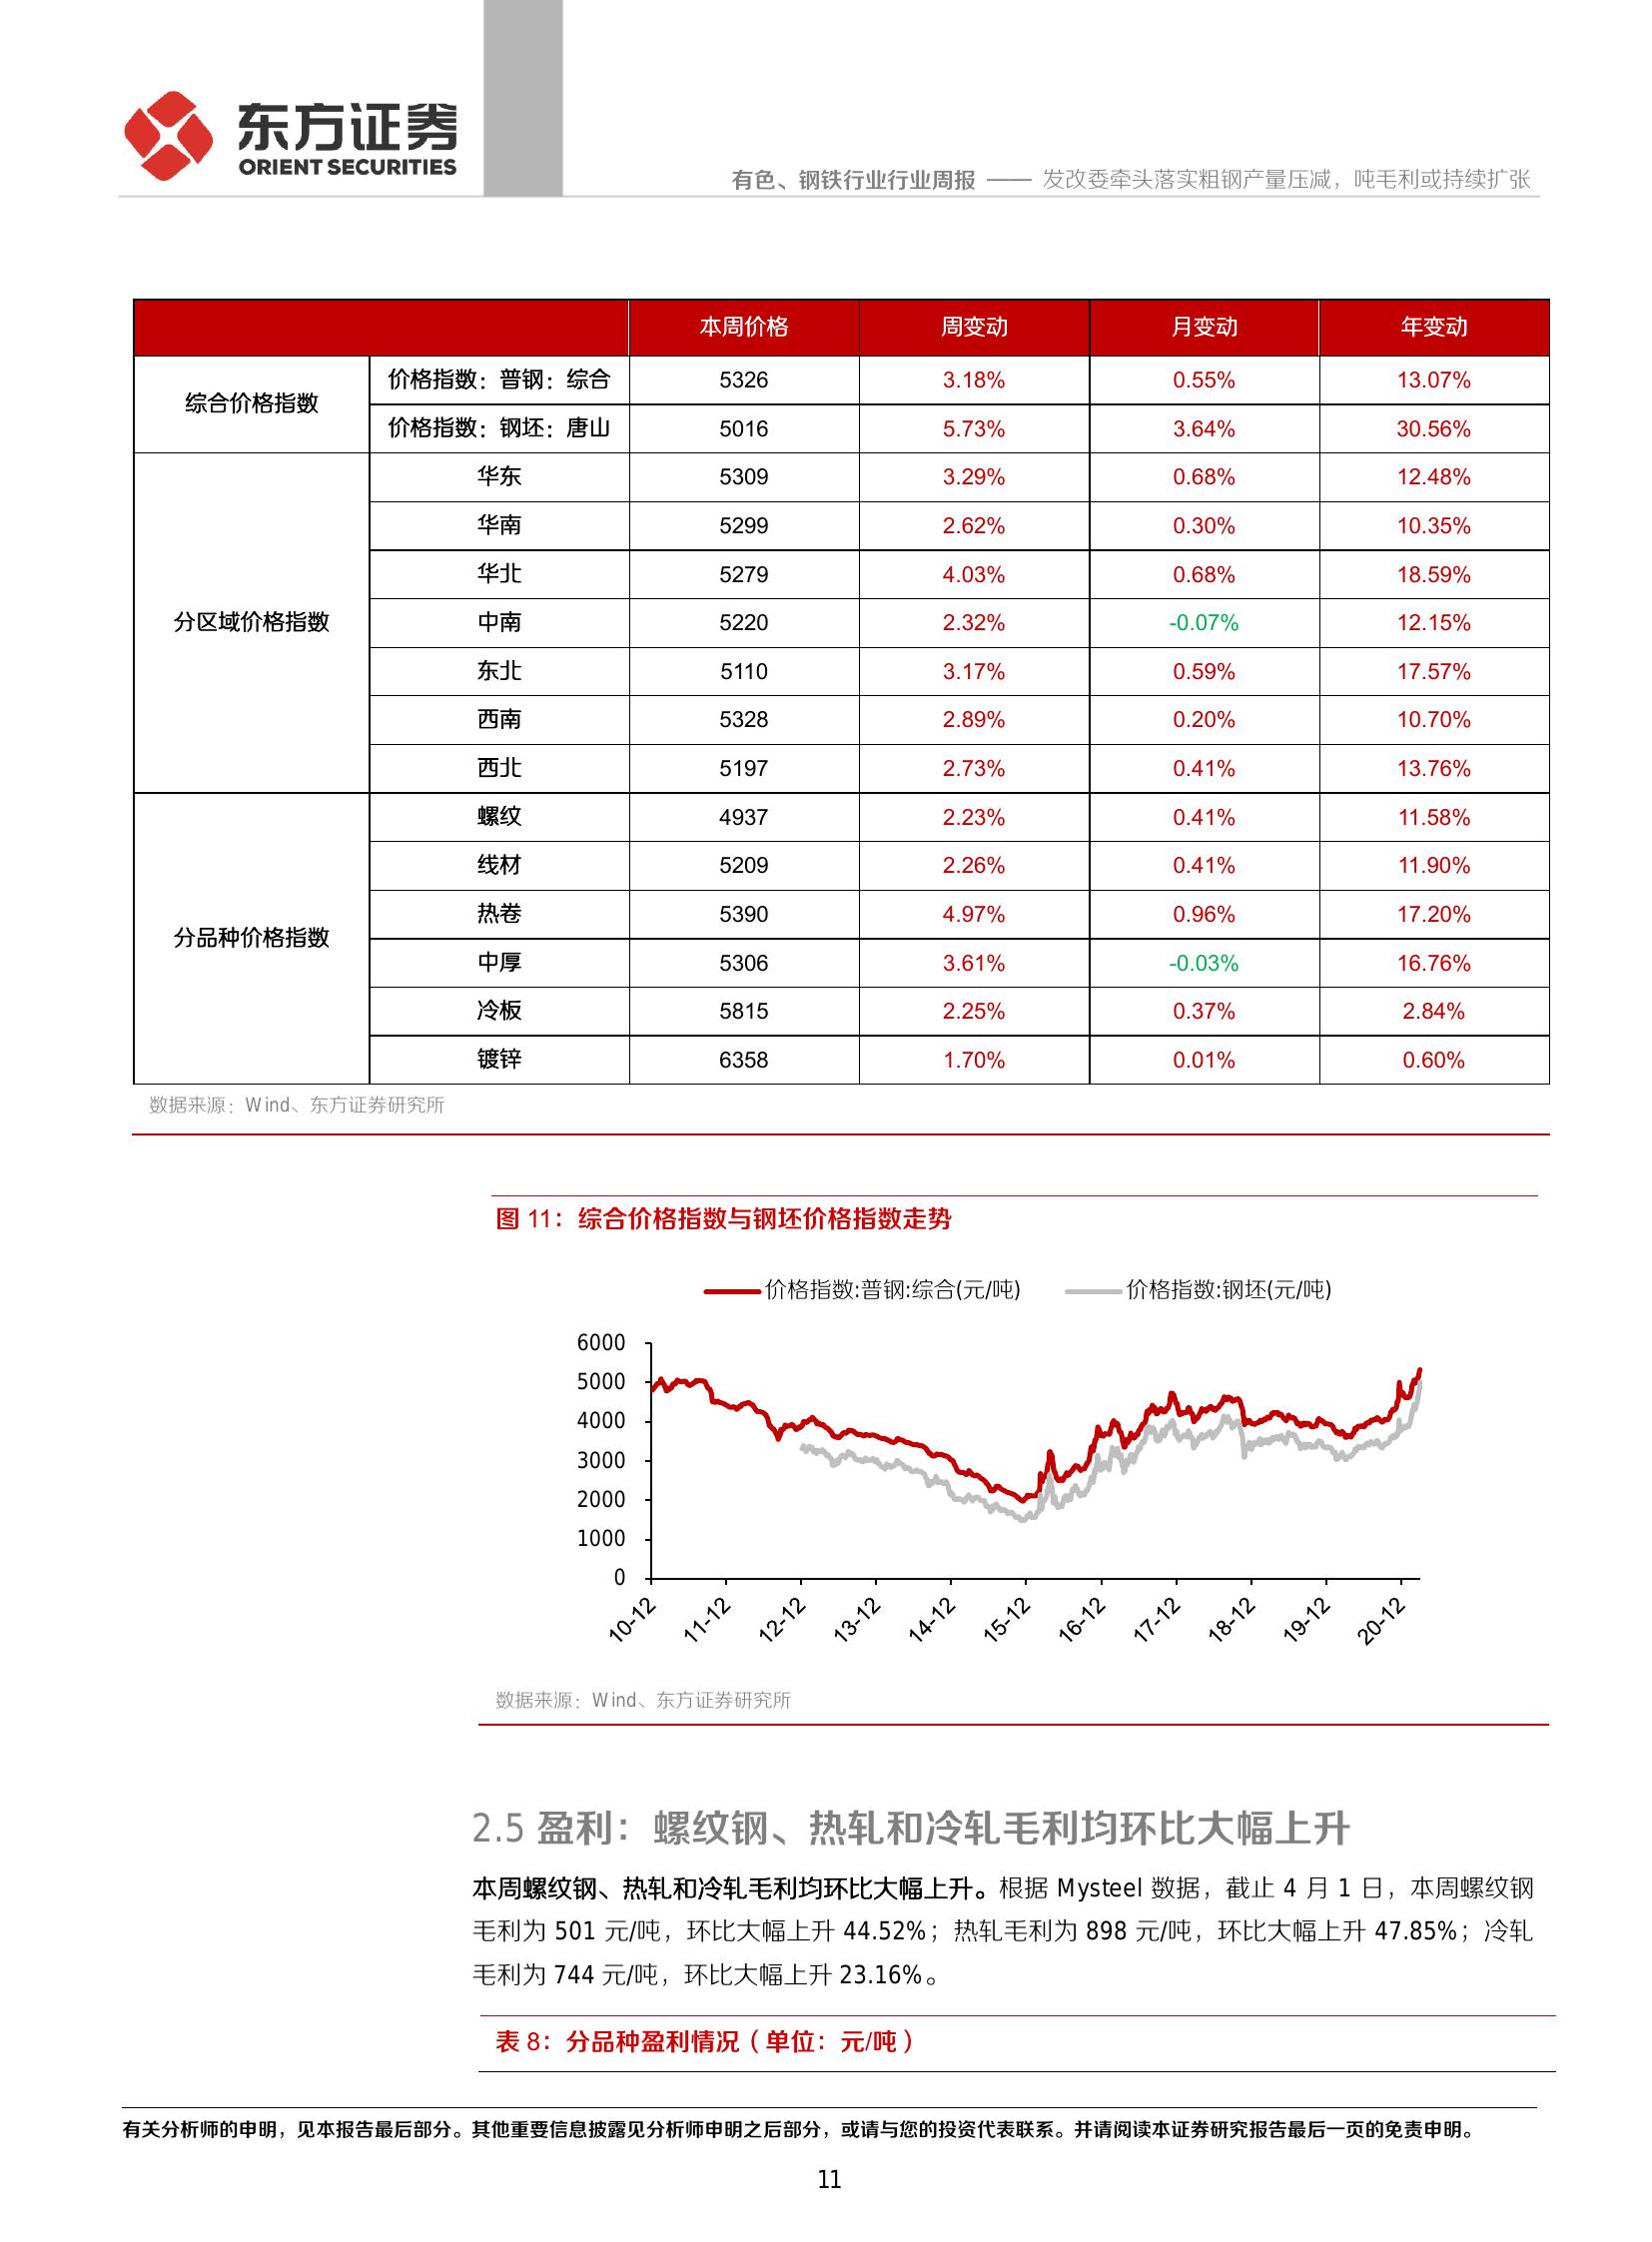 东方证券
ORIENT SECURITIES
有色、钢铁行业行业周报 —— 发改委牵头落实粗钢产量压减，吨毛利或持续扩张
本周价格 周变动 月变动 年变动
综合价格指数 价格指数：普钢：综合 5326 3.18% 0.55% 13.07%
价格指数：钢坯：唐山 5016 5.73% 3.64% 30.56%
分区域价格指数 华东 5309 3.29% 0.68% 12.48%
华南 5299 2.62% 0.30% 10.35%
华北 5279 4.03% 0.68% 18.59%
中南 5220 2.32% -0.07% 12.15%
东北 5110 3.17% 0.59% 17.57%
西南 5328 2.89% 0.20% 10.70%
西北 5197 2.73% 0.41% 13.76%
分品种价格指数 螺纹 4937 2.23% 0.41% 11.58%
线材 5209 2.26% 0.41% 11.90%
热卷 5390 4.97% 0.96% 17.20%
中厚 5306 3.61% -0.03% 16.76%
冷板 5815 2.25% 0.37% 2.84%
镀锌 6358 1.70% 0.01% 0.60%
数据来源：Wind、东方证券研究所
图 11：综合价格指数与钢坯价格指数走势
价格指数:普钢:综合(元/吨) 价格指数:钢坯(元/吨)
6000
5000
4000
3000
2000
1000
0
10-12 11-12 12-12 13-12 14-12 15-12 16-12 17-12 18-12 19-12 20-12
数据来源：Wind、东方证券研究所
2.5 盈利：螺纹钢、热轧和冷轧毛利均环比大幅上升
本周螺纹钢、热轧和冷轧毛利均环比大幅上升。根据 Mysteel 数据，截止 4 月 1 日，本周螺纹钢
毛利为 501 元/吨，环比大幅上升 44.52%；热轧毛利为 898 元/吨，环比大幅上升 47.85%；冷轧
毛利为 744 元/吨，环比大幅上升 23.16%。
表 8：分品种盈利情况（单位：元/吨）
有关分析师的申明，见本报告最后部分。其他重要信息披露见分析师申明之后部分，或请与您的投资代表联系。并请阅读本证券研究报告最后一页的免责申明。
11